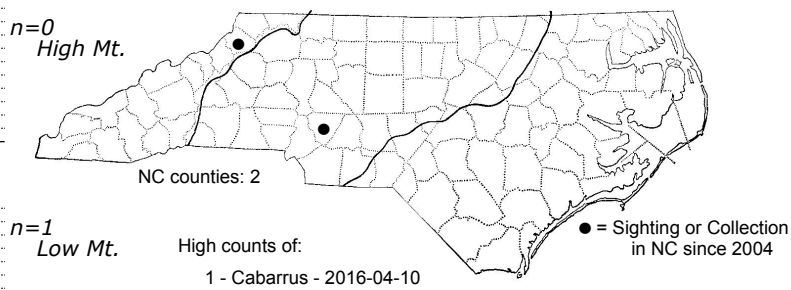 n=0
High Mt.
NC counties: 2
n=1
Low Mt.
High counts of:
1 - Cabarrus - 2016-04-10
● = Sighting or Collection
in NC since 2004